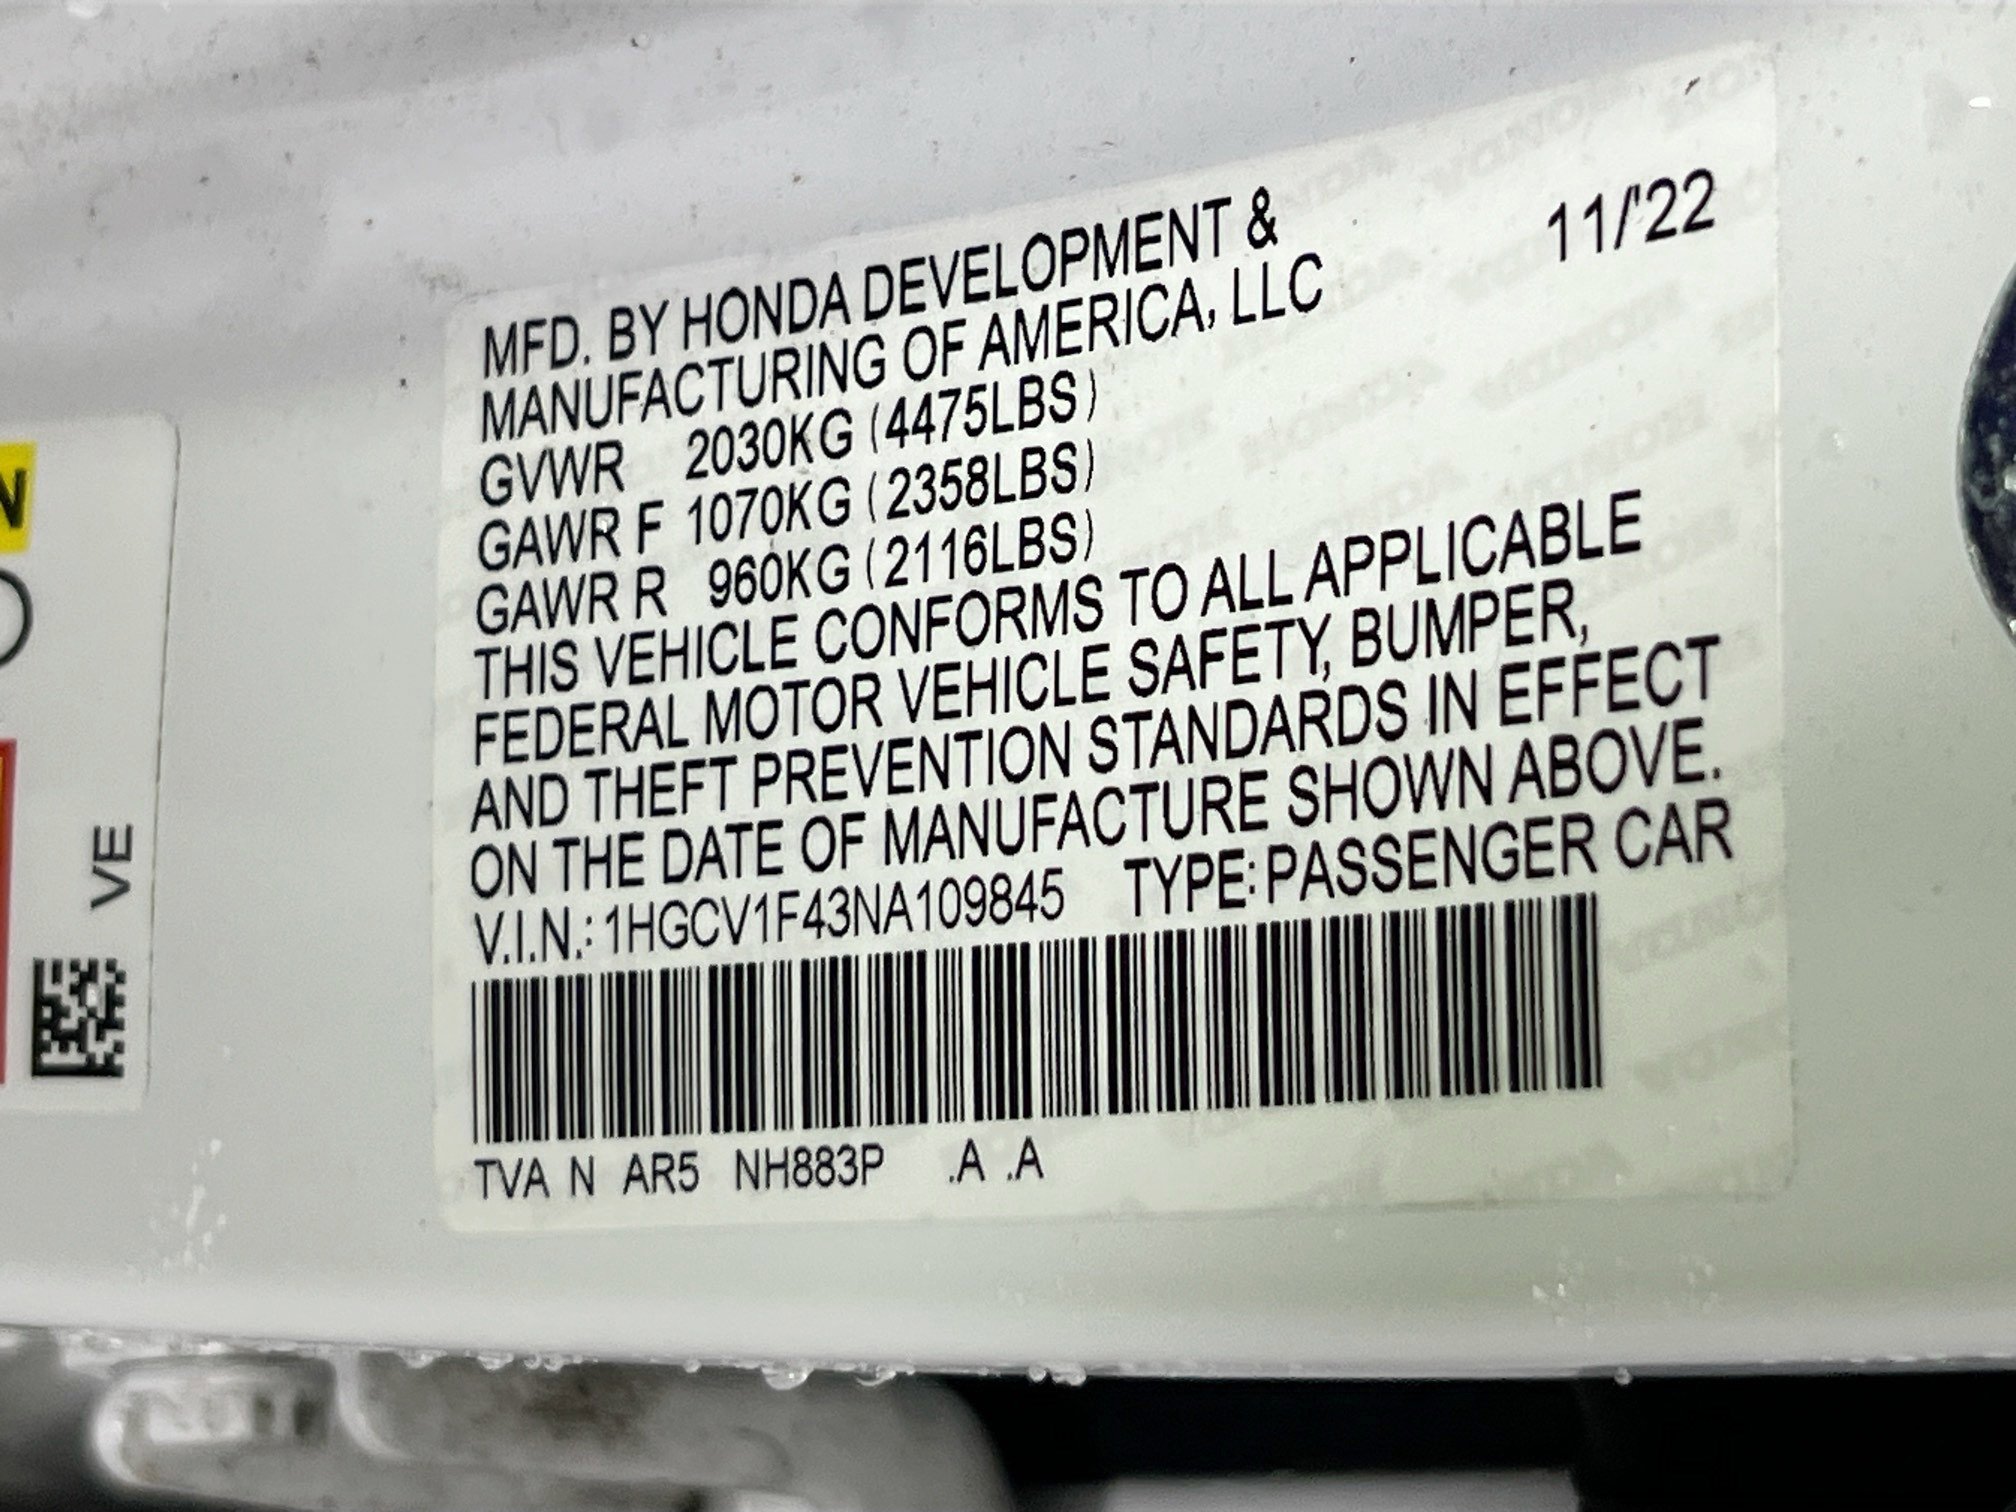 MFD. BY HONDA DEVELOPMENT & 11/'22
MANUFACTURING OF AMERICA, LLC
GVWR 2030KG (4475LBS)
GAWR F 1070KG (2358LBS)
GAWR R 960KG (2116LBS)
THIS VEHICLE CONFORMS TO ALL APPLICABLE
FEDERAL MOTOR VEHICLE SAFETY, BUMPER,
AND THEFT PREVENTION STANDARDS IN EFFECT
ON THE DATE OF MANUFACTURE SHOWN ABOVE.
V.I.N.: 1HGCV1F43NA109845 TYPE: PASSENGER CAR
TVA N AR5 NH883P .A .A
N
VE